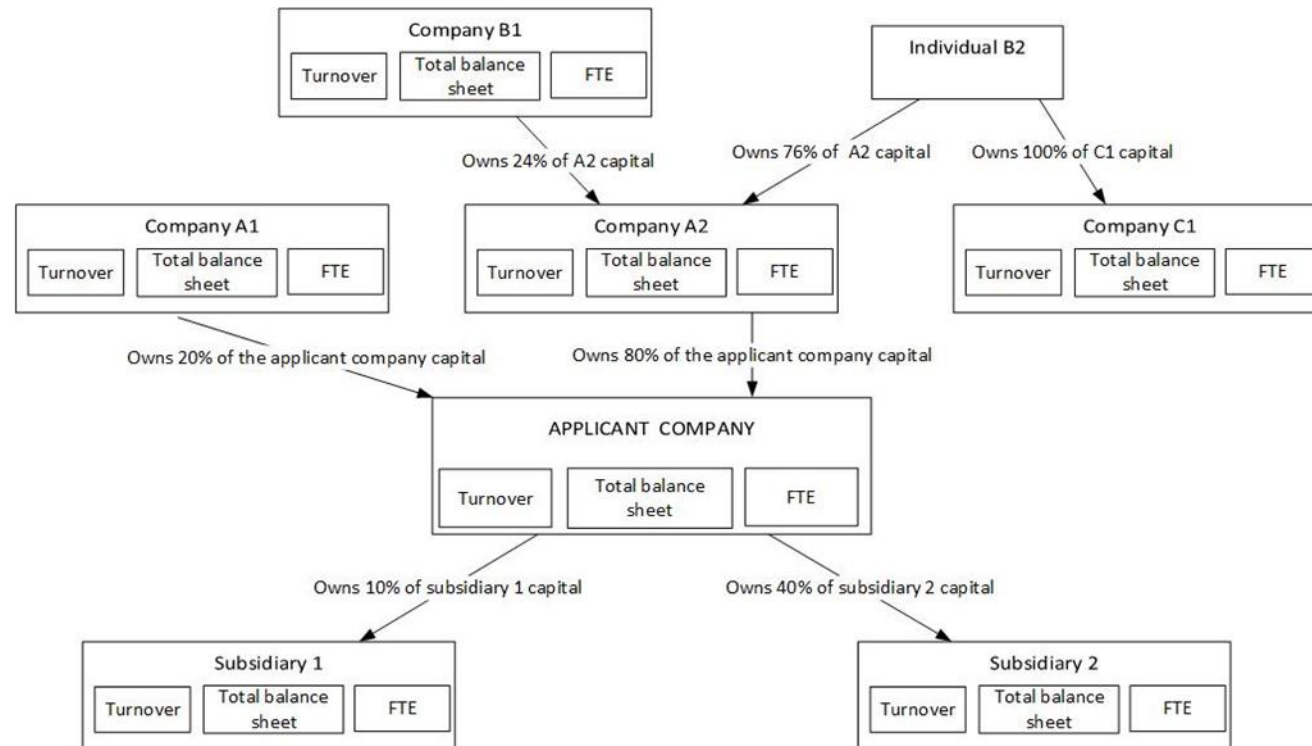 Company B1
Turnover
Total balance
sheet
FTE
Individual B2
Owns 24% of A2 capital
Owns 76% of A2 capital
Owns 100% of C1 capital
Company A1
Turnover
Total balance
sheet
FTE
Company A2
Turnover
Total balance
sheet
FTE
Company C1
Turnover
Total balance
sheet
FTE
Owns 20% of the applicant company capital
Owns 80% of the applicant company capital
APPLICANT COMPANY
Turnover
Total balance
sheet
FTE
Owns 10% of subsidiary 1 capital
Owns 40% of subsidiary 2 capital
Subsidiary 1
Turnover
Total balance
sheet
FTE
Subsidiary 2
Turnover
Total balance
sheet
FTE